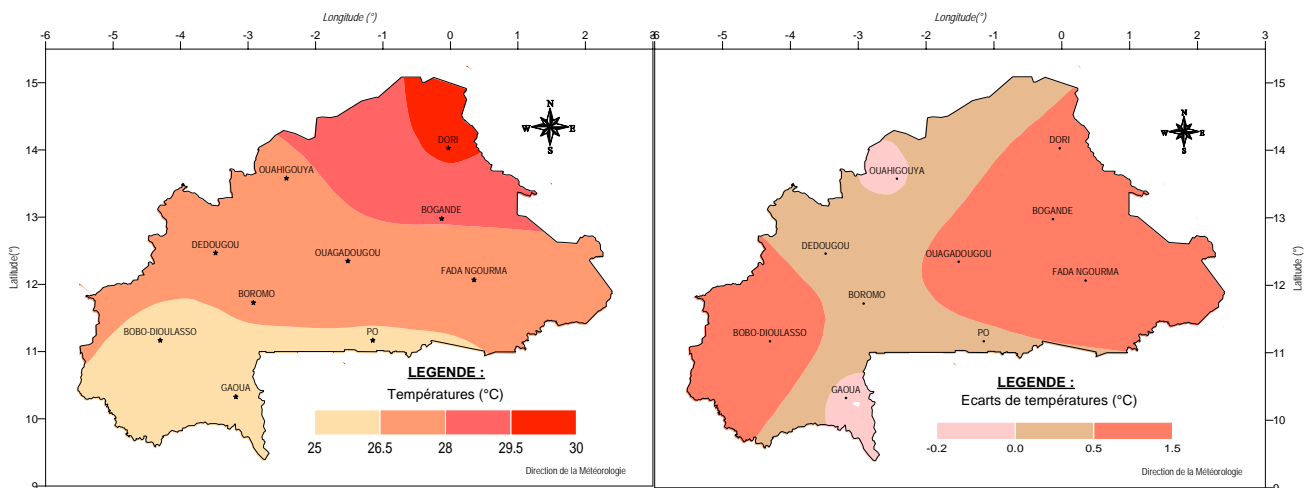 Longitude (°)
-6 -5 -4 -3 -2 -1 0 1 2 3
15
14
13
12
11
10
9
Latitude(°)
N
W E
S
DORI
OUAHIGOUYA
BOGANDE
DEDOUGOU
OUAGADOUGOU
FADA NGOURMA
BOROMO
BOBO-DIOULASSO
PO
GAOUA
LEGENDE :
Températures (°C)
25 26.5 28 29.5 30
Direction de la Météorologie
Longitude(°)
-6 -5 -4 -3 -2 -1 0 1 2 3
15
14
13
12
11
10
9
Latitude (°)
N
W E
S
DORI
OUAHIGOUYA
BOGANDE
DEDOUGOU
OUAGADOUGOU
FADA NGOURMA
BOROMO
BOBO-DIOULASSO
PO
GAOUA
LEGENDE :
Ecarts de températures (°C)
-0.2 0.0 0.5 1.5
Direction de la Météorologie